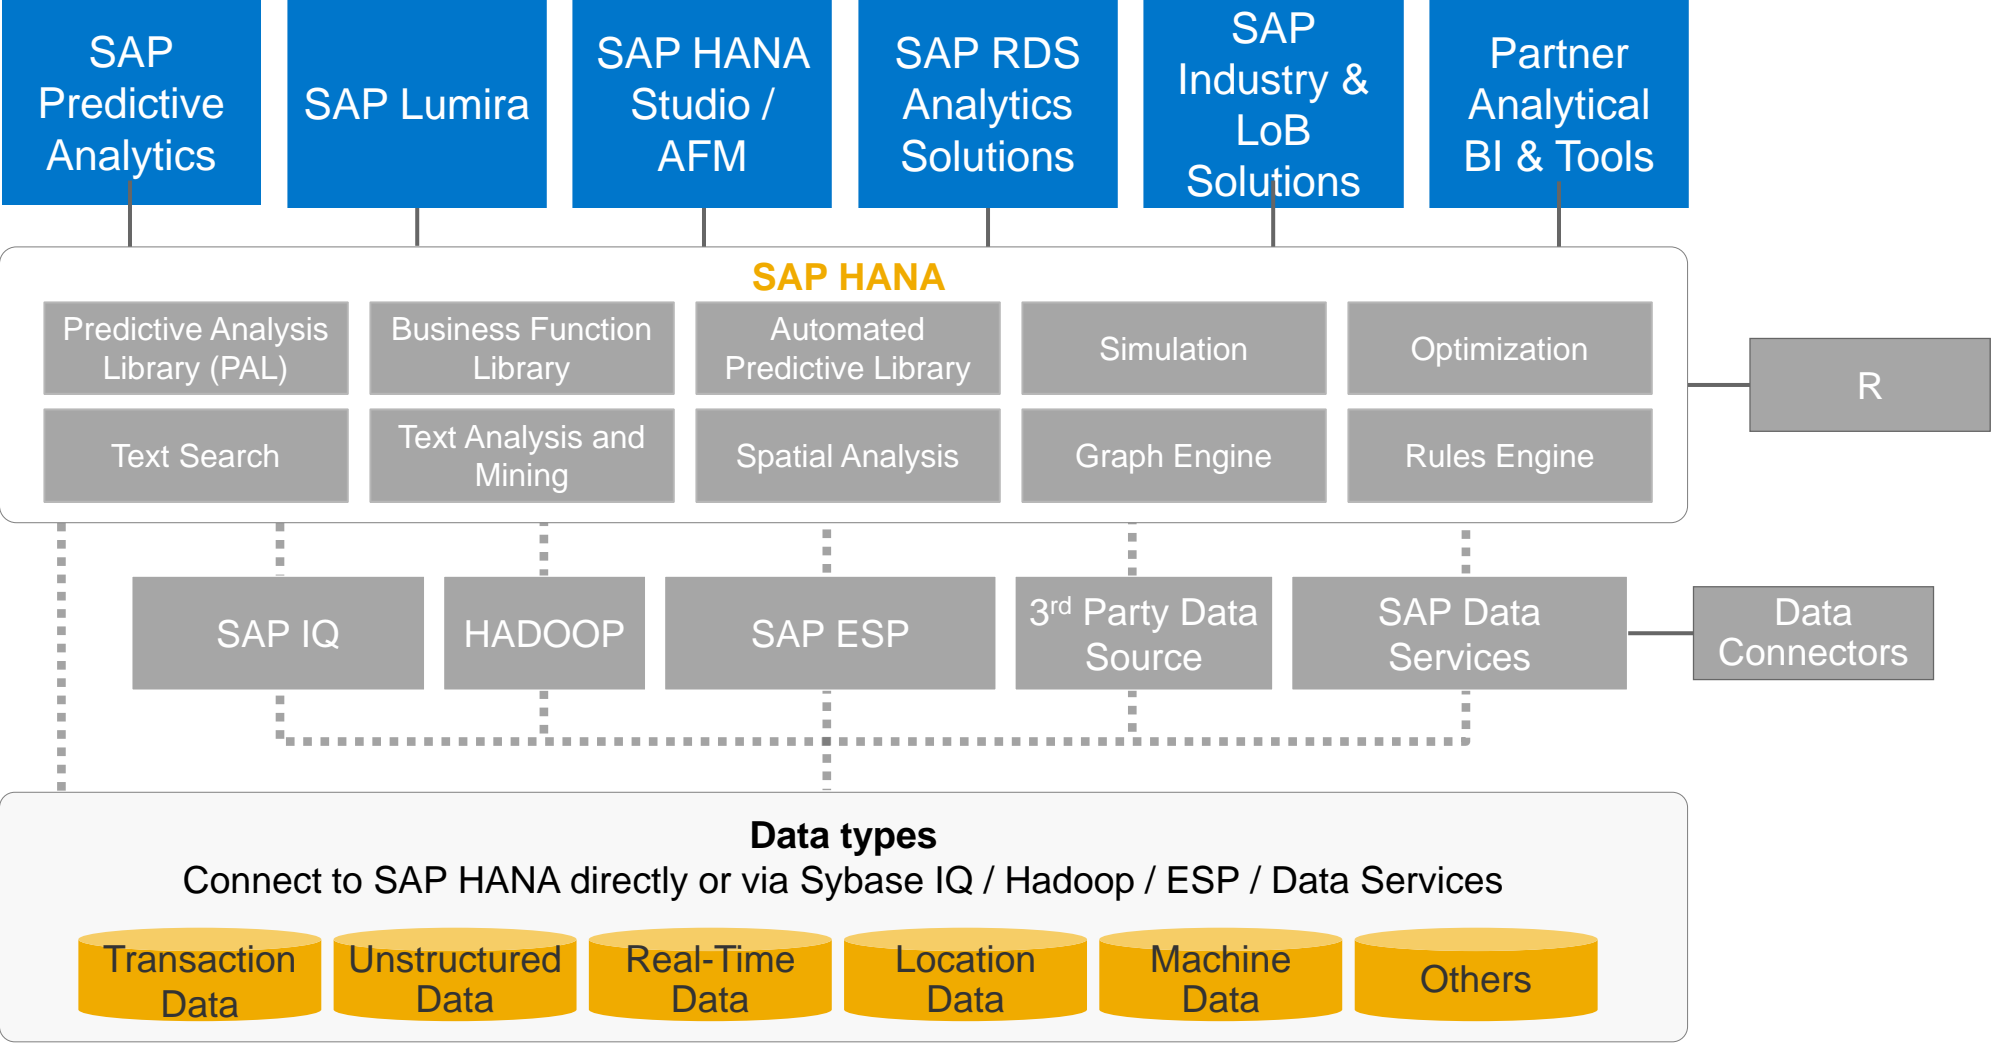 SAP
Predictive
Analytics
SAP Lumira
SAP HANA
Studio /
AFM
SAP RDS
Analytics
Solutions
SAP
Industry &
LoB
Solutions
Partner
Analytical
BI & Tools
SAP HANA
Predictive Analysis
Library (PAL)
Business Function
Library
Automated
Predictive Library
Simulation
Optimization
R
Text Search
Text Analysis and
Mining
Spatial Analysis
Graph Engine
Rules Engine
SAP IQ
HADOOP
SAP ESP
3rd Party Data
Source
SAP Data
Services
Data
Connectors
Data types
Connect to SAP HANA directly or via Sybase IQ / Hadoop / ESP / Data Services
Transaction
Data
Unstructured
Data
Real-Time
Data
Location
Data
Machine
Data
Others